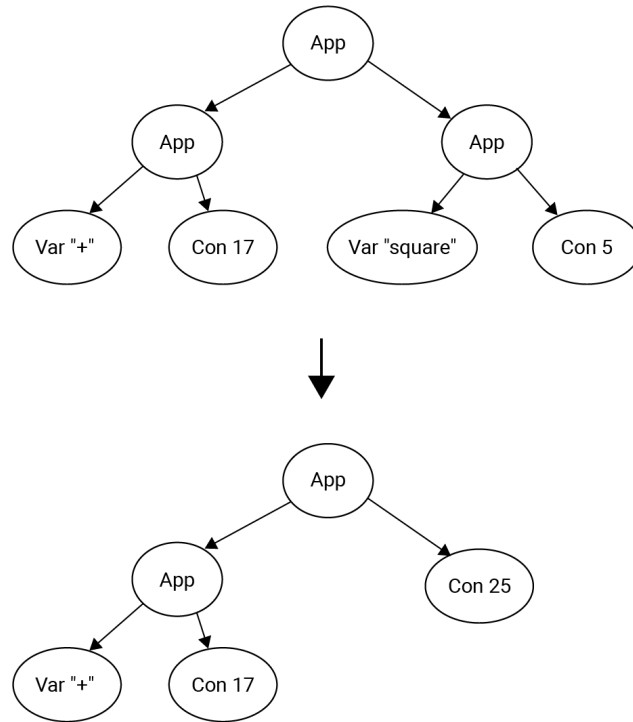 App
App
App
Var "+"
Con 17
Var "square"
Con 5
App
App
Con 25
Var "+"
Con 17